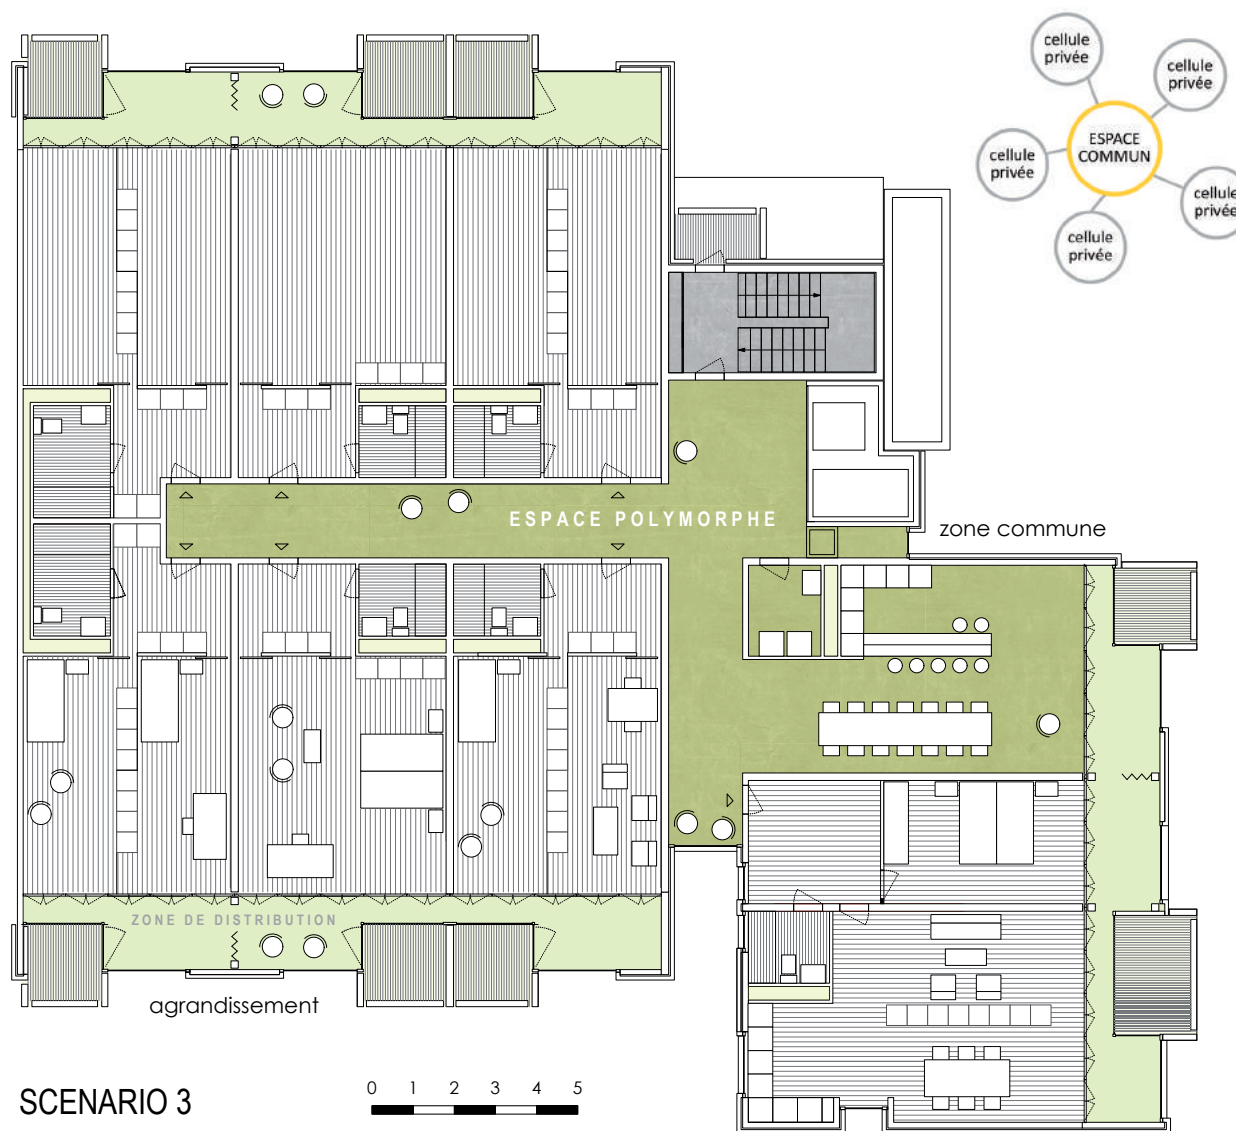 cellule
privée
cellule
privée
ESPACE
COMMUN
cellule
privée
cellule
privée
cellule
privée
ESPACE POLYMORPHE
zone commune
ZONE DE DISTRIBUTION
agrandissement
SCENARIO 3
0 1 2 3 4 5